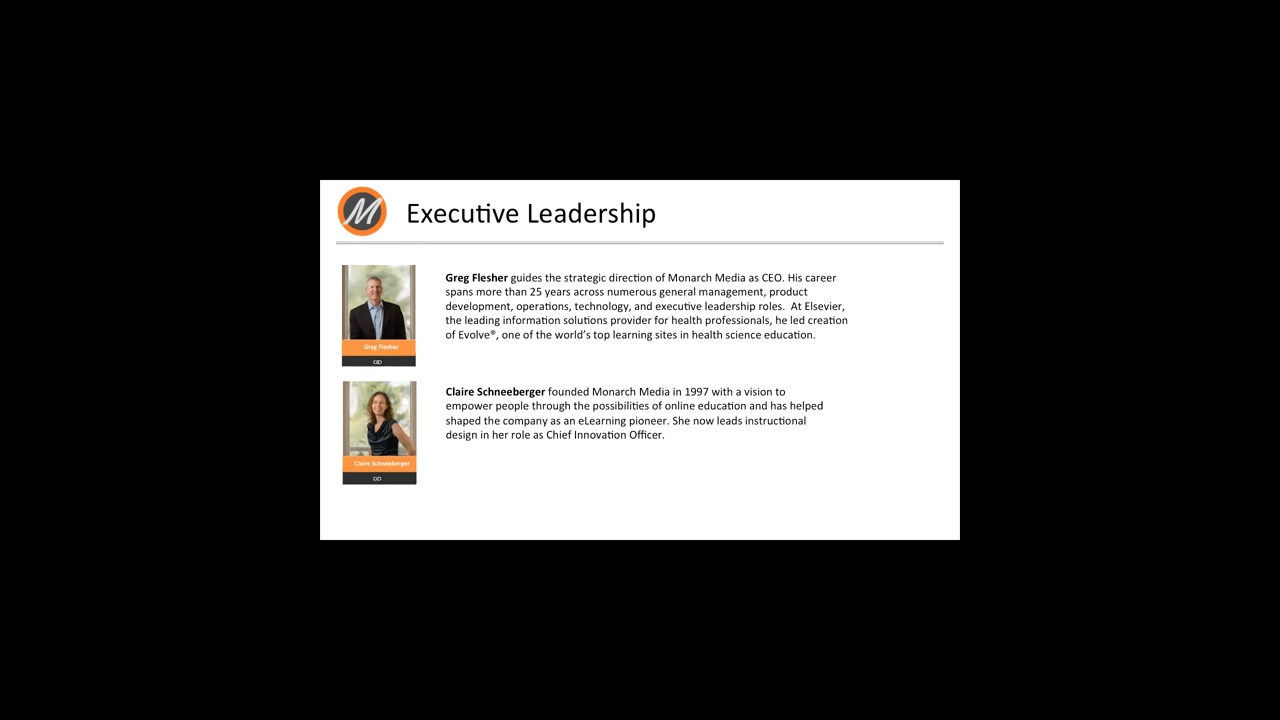 M
Executive Leadership
Greg Flesher guides the strategic direction of Monarch Media as CEO. His career
spans more than 25 years across numerous general management, product
development, operations, technology, and executive leadership roles.  At Elsevier,
the leading information solutions provider for health professionals, he led creation
of Evolve®, one of the world's top learning sites in health science education.
Greg Flesher
Claire Schneeberger founded Monarch Media in 1997 with a vision to
empower people through the possibilities of online education and has helped
shaped the company as an eLearning pioneer. She now leads instructional
design in her role as Chief Innovation Officer.
Claire Schneeberger